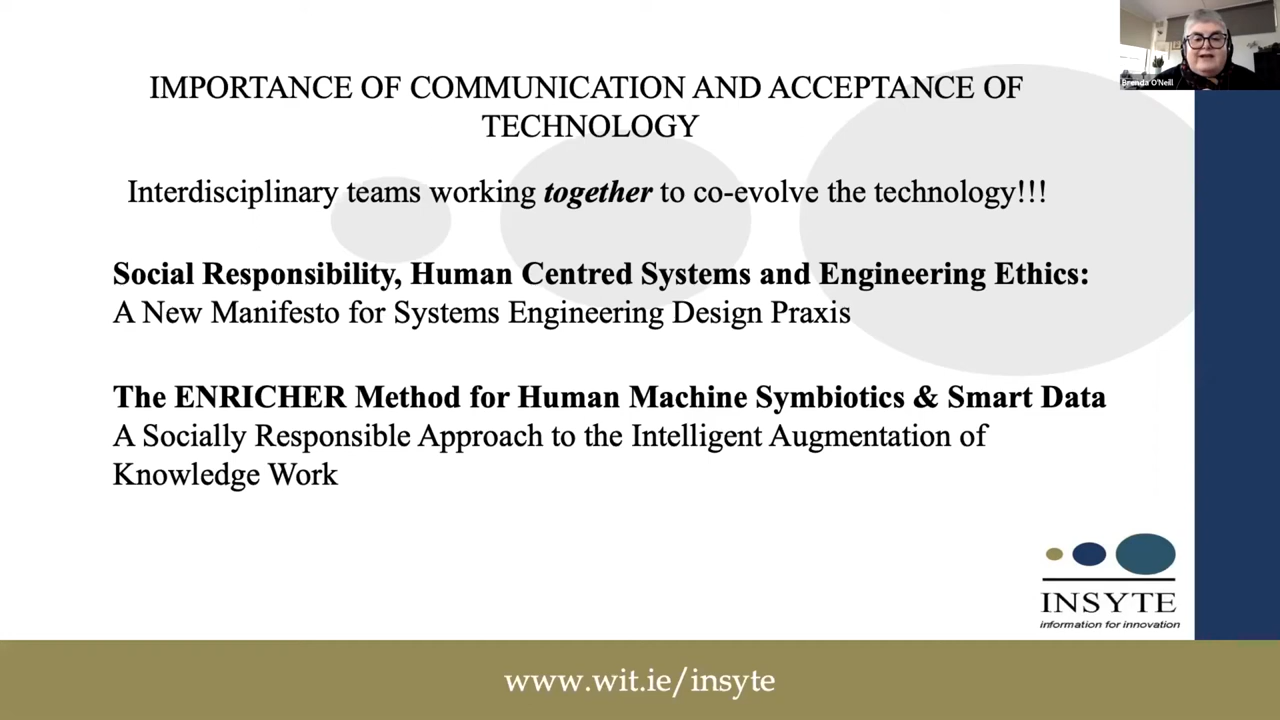 Brenda O'Neill
IMPORTANCE OF COMMUNICATION AND ACCEPTANCE OF
TECHNOLOGY
Interdisciplinary teams working together to co-evolve the technology!!!
Social Responsibility, Human Centred Systems and Engineering Ethics:
A New Manifesto for Systems Engineering Design Praxis
The ENRICHER Method for Human Machine Symbiotics & Smart Data
A Socially Responsible Approach to the Intelligent Augmentation of
Knowledge Work
INSYTE
information for innovation
www.wit.ie/insyte